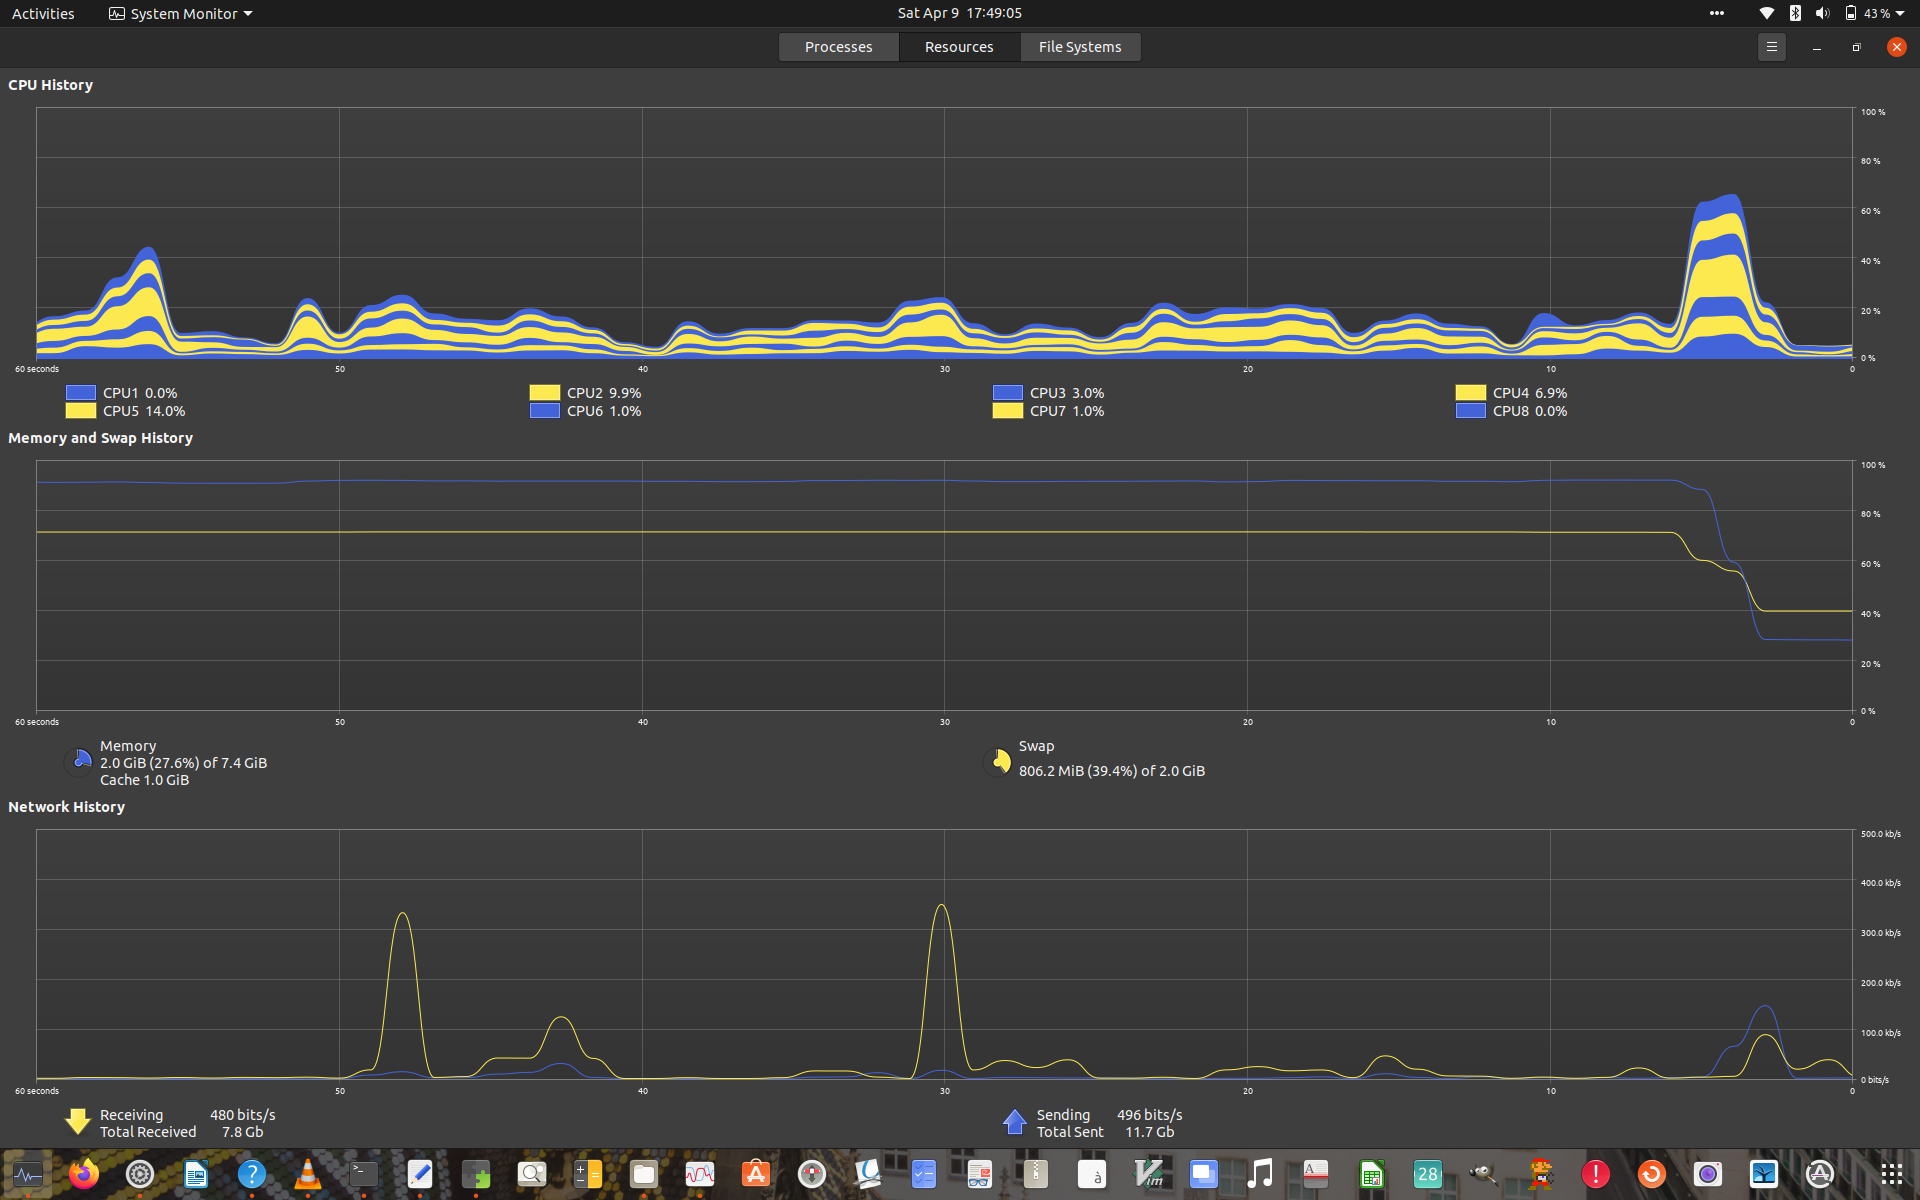 Activities System Monitor Sat Apr 9 17:49:05 43 %
Processes Resources File Systems
CPU History
100 %
80 %
60 %
40 %
20 %
0 %
60 seconds 50 40 30 20 10 0
CPU1 0.0% CPU2 9.9% CPU3 3.0% CPU4 6.9%
CPU5 14.0% CPU6 1.0% CPU7 1.0% CPU8 0.0%
Memory and Swap History
100 %
80 %
60 %
40 %
20 %
0 %
60 seconds 50 40 30 20 10 0
Memory
2.0 GiB (27.6%) of 7.4 GiB
Cache 1.0 GiB
Swap
806.2 MiB (39.4%) of 2.0 GiB
Network History
500.0 kb/s
400.0 kb/s
300.0 kb/s
200.0 kb/s
100.0 kb/s
0 bits/s
60 seconds 50 40 30 20 10 0
Receiving 480 bits/s
Total Received 7.8 Gb
Sending 496 bits/s
Total Sent 11.7 Gb
? >_ à Vim A 28 !